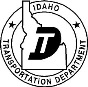 IDAHO
IT
TRANSPORTATION DEPARTMENT